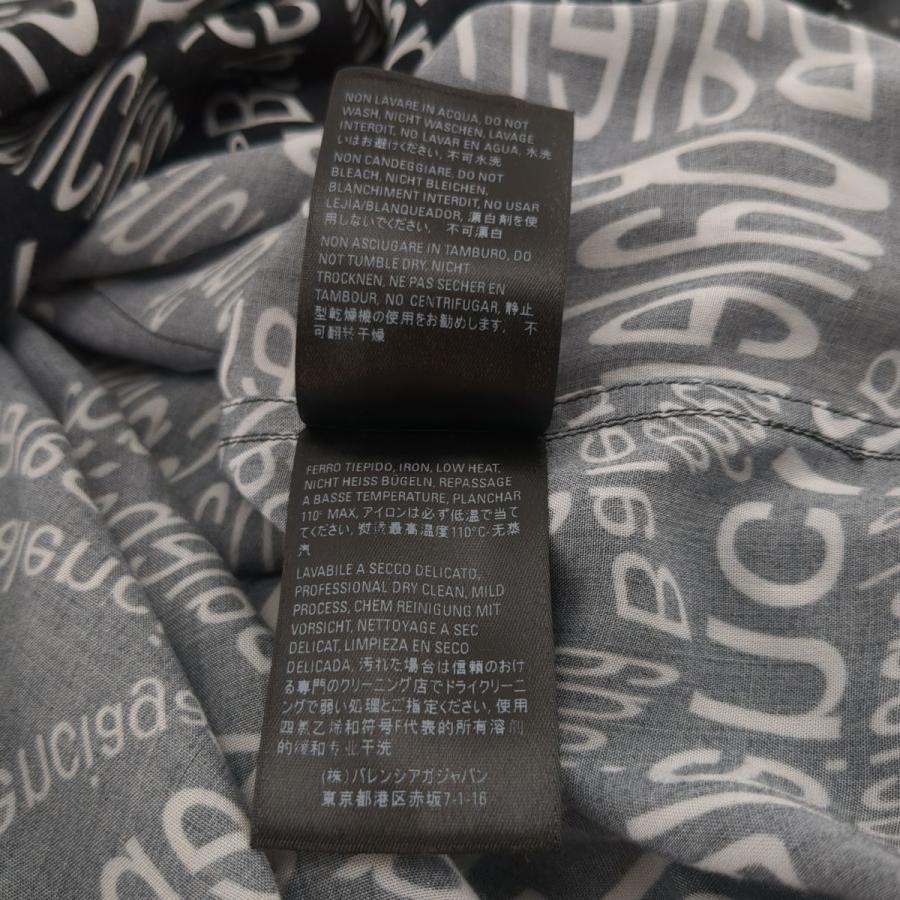 NON LAVARE IN ACQUA, DO NOT
WASH, NICHT WASCHEN, LAVAGE
INTERDIT, NO LAVAR EN AGUA, 水洗
いはお避けください, 不可水洗
NON CANDEGGIARE, DO NOT
BLEACH, NICHT BLEICHEN,
BLANCHIMENT INTERDIT, NO USAR
LEJIA/BLANQUEADOR, 漂白剤を使
用しないでください, 不可漂白
NON ASCIUGARE IN TAMBURO, DO
NOT TUMBLE DRY, NICHT
TROCKNEN, NE PAS SECHER EN
TAMBOUR, NO CENTRIFUGAR, 静止
型乾燥機の使用をお勧めします, 不
可翻转干燥
FERRO TIEPIDO, IRON, LOW HEAT,
NICHT HEISS BÜGELN, REPASSAGE
A BASSE TEMPERATURE, PLANCHAR
110° MAX, アイロンは必ず低温で当て
てください, 熨烫最高温度110°C·无蒸
汽
LAVABILE A SECCO DELICATO,
PROFESSIONAL DRY CLEAN, MILD
PROCESS, CHEM REINIGUNG MIT
VORSICHT, NETTOYAGE A SEC
DELICAT, LIMPIEZA EN SECO
DELICADA, 汚れた場合は信頼のおけ
る専門のクリーニング店でドライクリーニ
ングで弱い処理とご指定ください, 使用
四氯乙烯和符号F代表的所有溶剂
的缓和专业干洗
(株)バレンシアガジャパン
東京都港区赤坂7-1-16